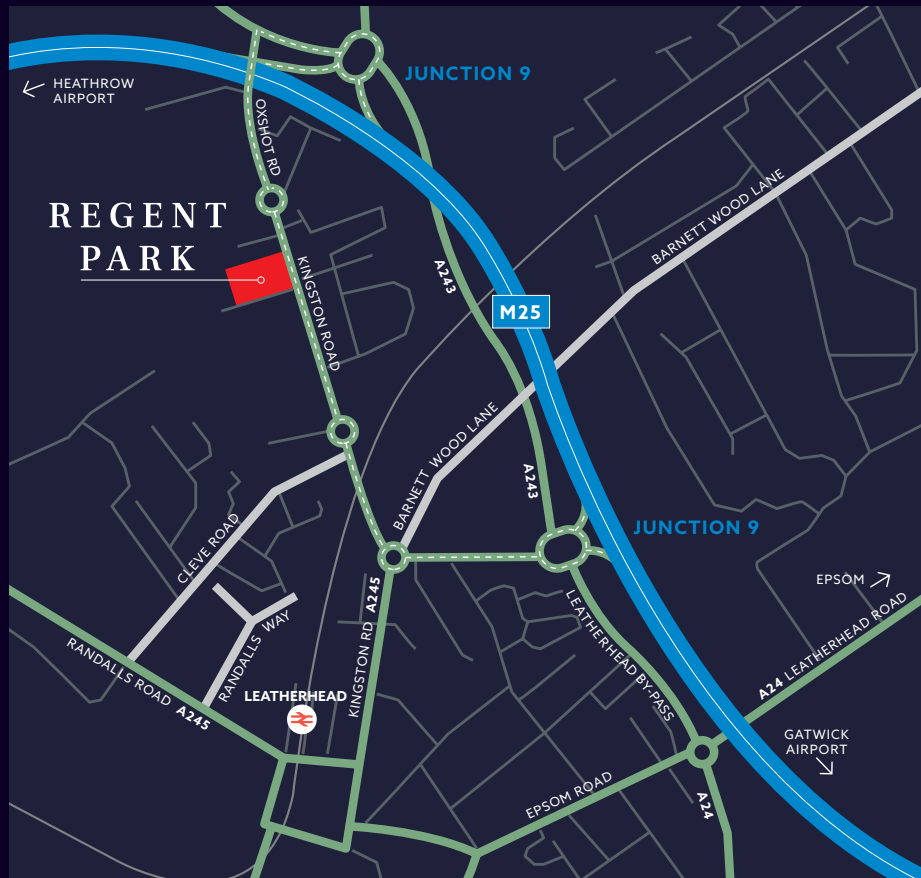 JUNCTION 9
HEATHROW
AIRPORT
OXSHOT RD
REGENT
PARK
BARNETT WOOD LANE
KINGSTON ROAD
A243
M25
BARNETT WOOD LANE
A243
CLEVE ROAD
JUNCTION 9
EPSOM
KINGSTON RD A245
LEATHERHEAD BY-PASS
A24 LEATHERHEAD ROAD
RANDALLS ROAD A245
RANDALLS WAY
LEATHERHEAD
GATWICK
AIRPORT
EPSOM ROAD
A24